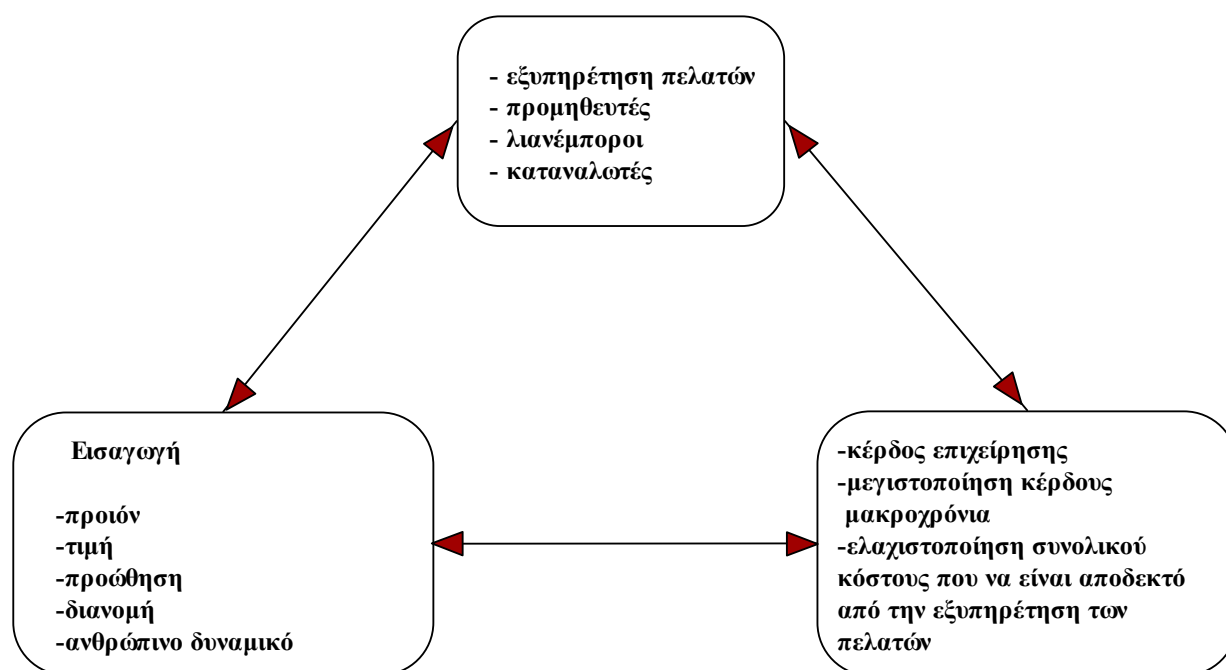 - εξυπηρέτηση πελατών
- προμηθευτές
- λιανέμποροι
- καταναλωτές
Εισαγωγή
-προιόν
-τιμή
-προώθηση
-διανομή
-ανθρώπινο δυναμικό
-κέρδος επιχείρησης
-μεγιστοποίηση κέρδους
μακροχρόνια
-ελαχιστοποίηση συνολικού
κόστους που να είναι αποδεκτό
από την εξυπηρέτηση των
πελατών